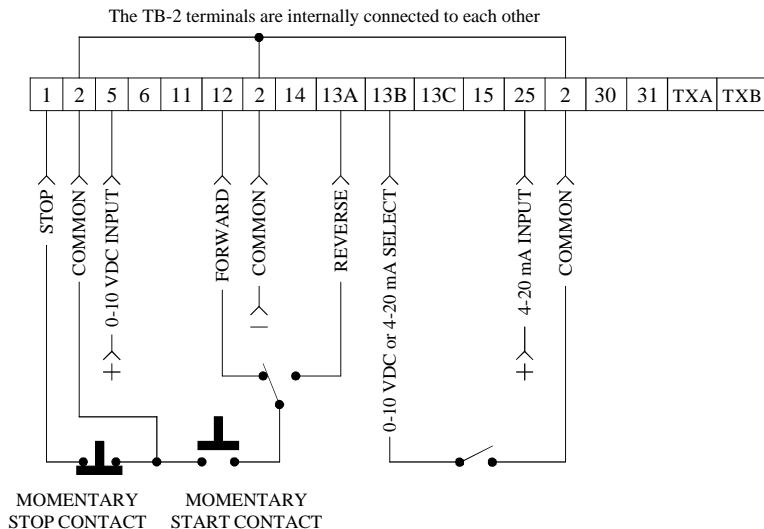 The TB-2 terminals are internally connected to each other
1 2 5 6 11 12 2 14 13A 13B 13C 15 25 2 30 31 TXA TXB
STOP
COMMON
0-10 VDC INPUT
FORWARD
COMMON
REVERSE
0-10 VDC or 4-20 mA SELECT
4-20 mA INPUT
COMMON
MOMENTARY
STOP CONTACT
MOMENTARY
START CONTACT